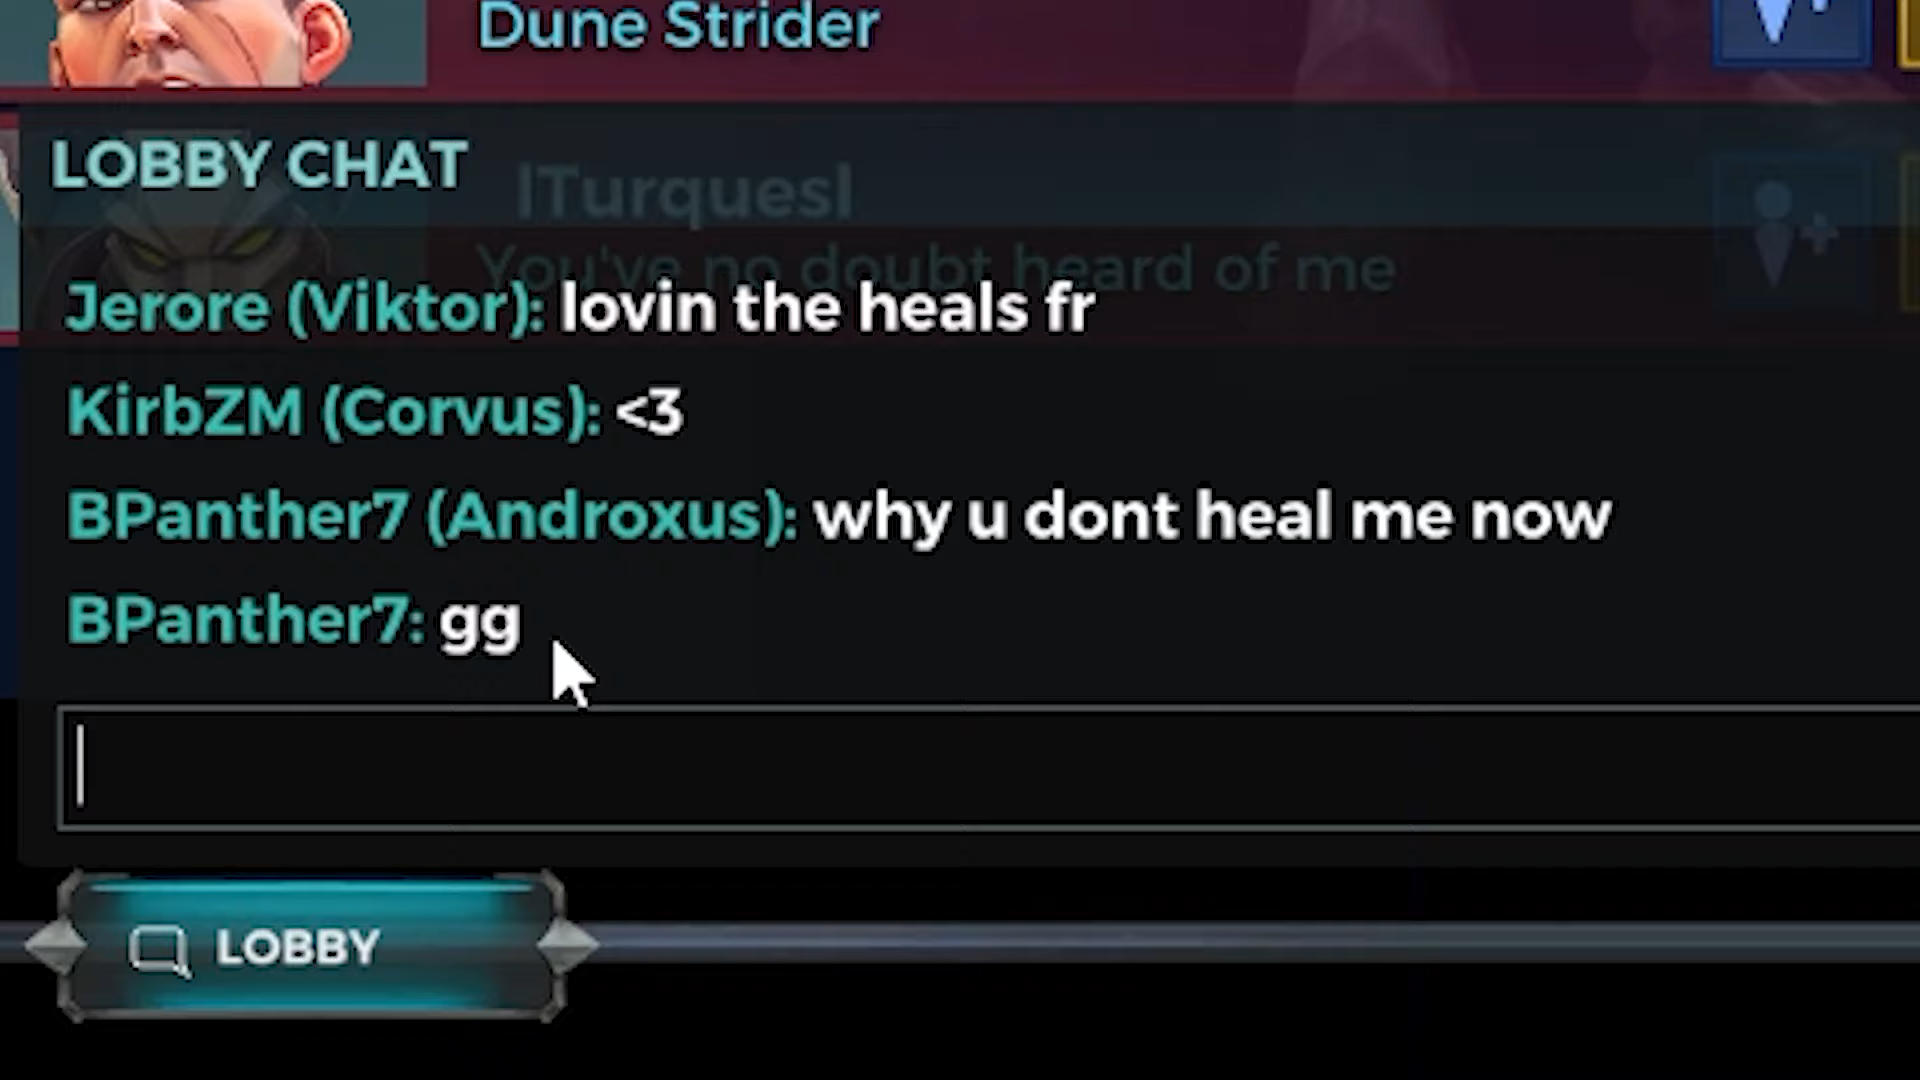 Dune Strider
LOBBY CHAT
lTurquesl
You've no doubt heard of me
Jerore (Viktor): lovin the heals fr
KirbZM (Corvus): <3
BPanther7 (Androxus): why u dont heal me now
BPanther7: gg
LOBBY